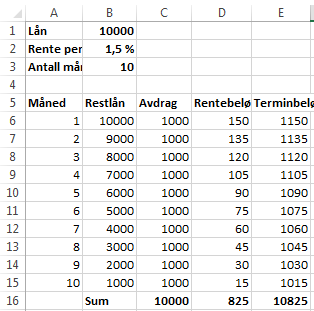 A B C D E
1 Lån 10000
2 Rente per 1,5 %
3 Antall mån 10
4
5 Måned Restlån Avdrag Rentebelø Terminbelø
6 1 10000 1000 150 1150
7 2 9000 1000 135 1135
8 3 8000 1000 120 1120
9 4 7000 1000 105 1105
10 5 6000 1000 90 1090
11 6 5000 1000 75 1075
12 7 4000 1000 60 1060
13 8 3000 1000 45 1045
14 9 2000 1000 30 1030
15 10 1000 1000 15 1015
16 Sum 10000 825 10825